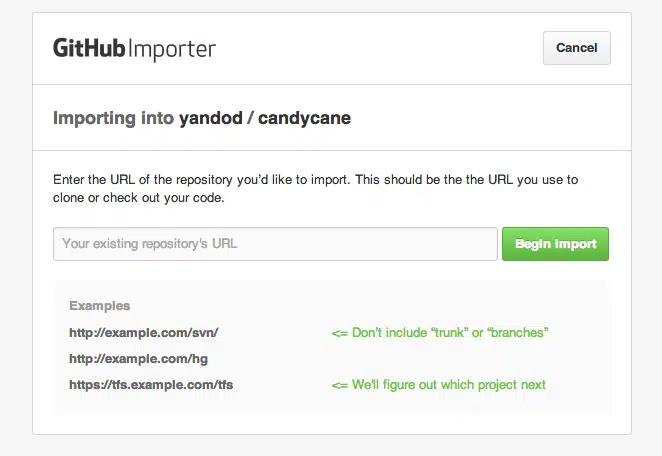 GitHub Importer
Cancel
Importing into yandod / candycane
Enter the URL of the repository you'd like to import. This should be the the URL you use to
clone or check out your code.
Your existing repository's URL
Begin Import
Examples
http://example.com/svn/ <= Don't include “trunk” or “branches”
http://example.com/hg
https://tfs.example.com/tfs <= We'll figure out which project next